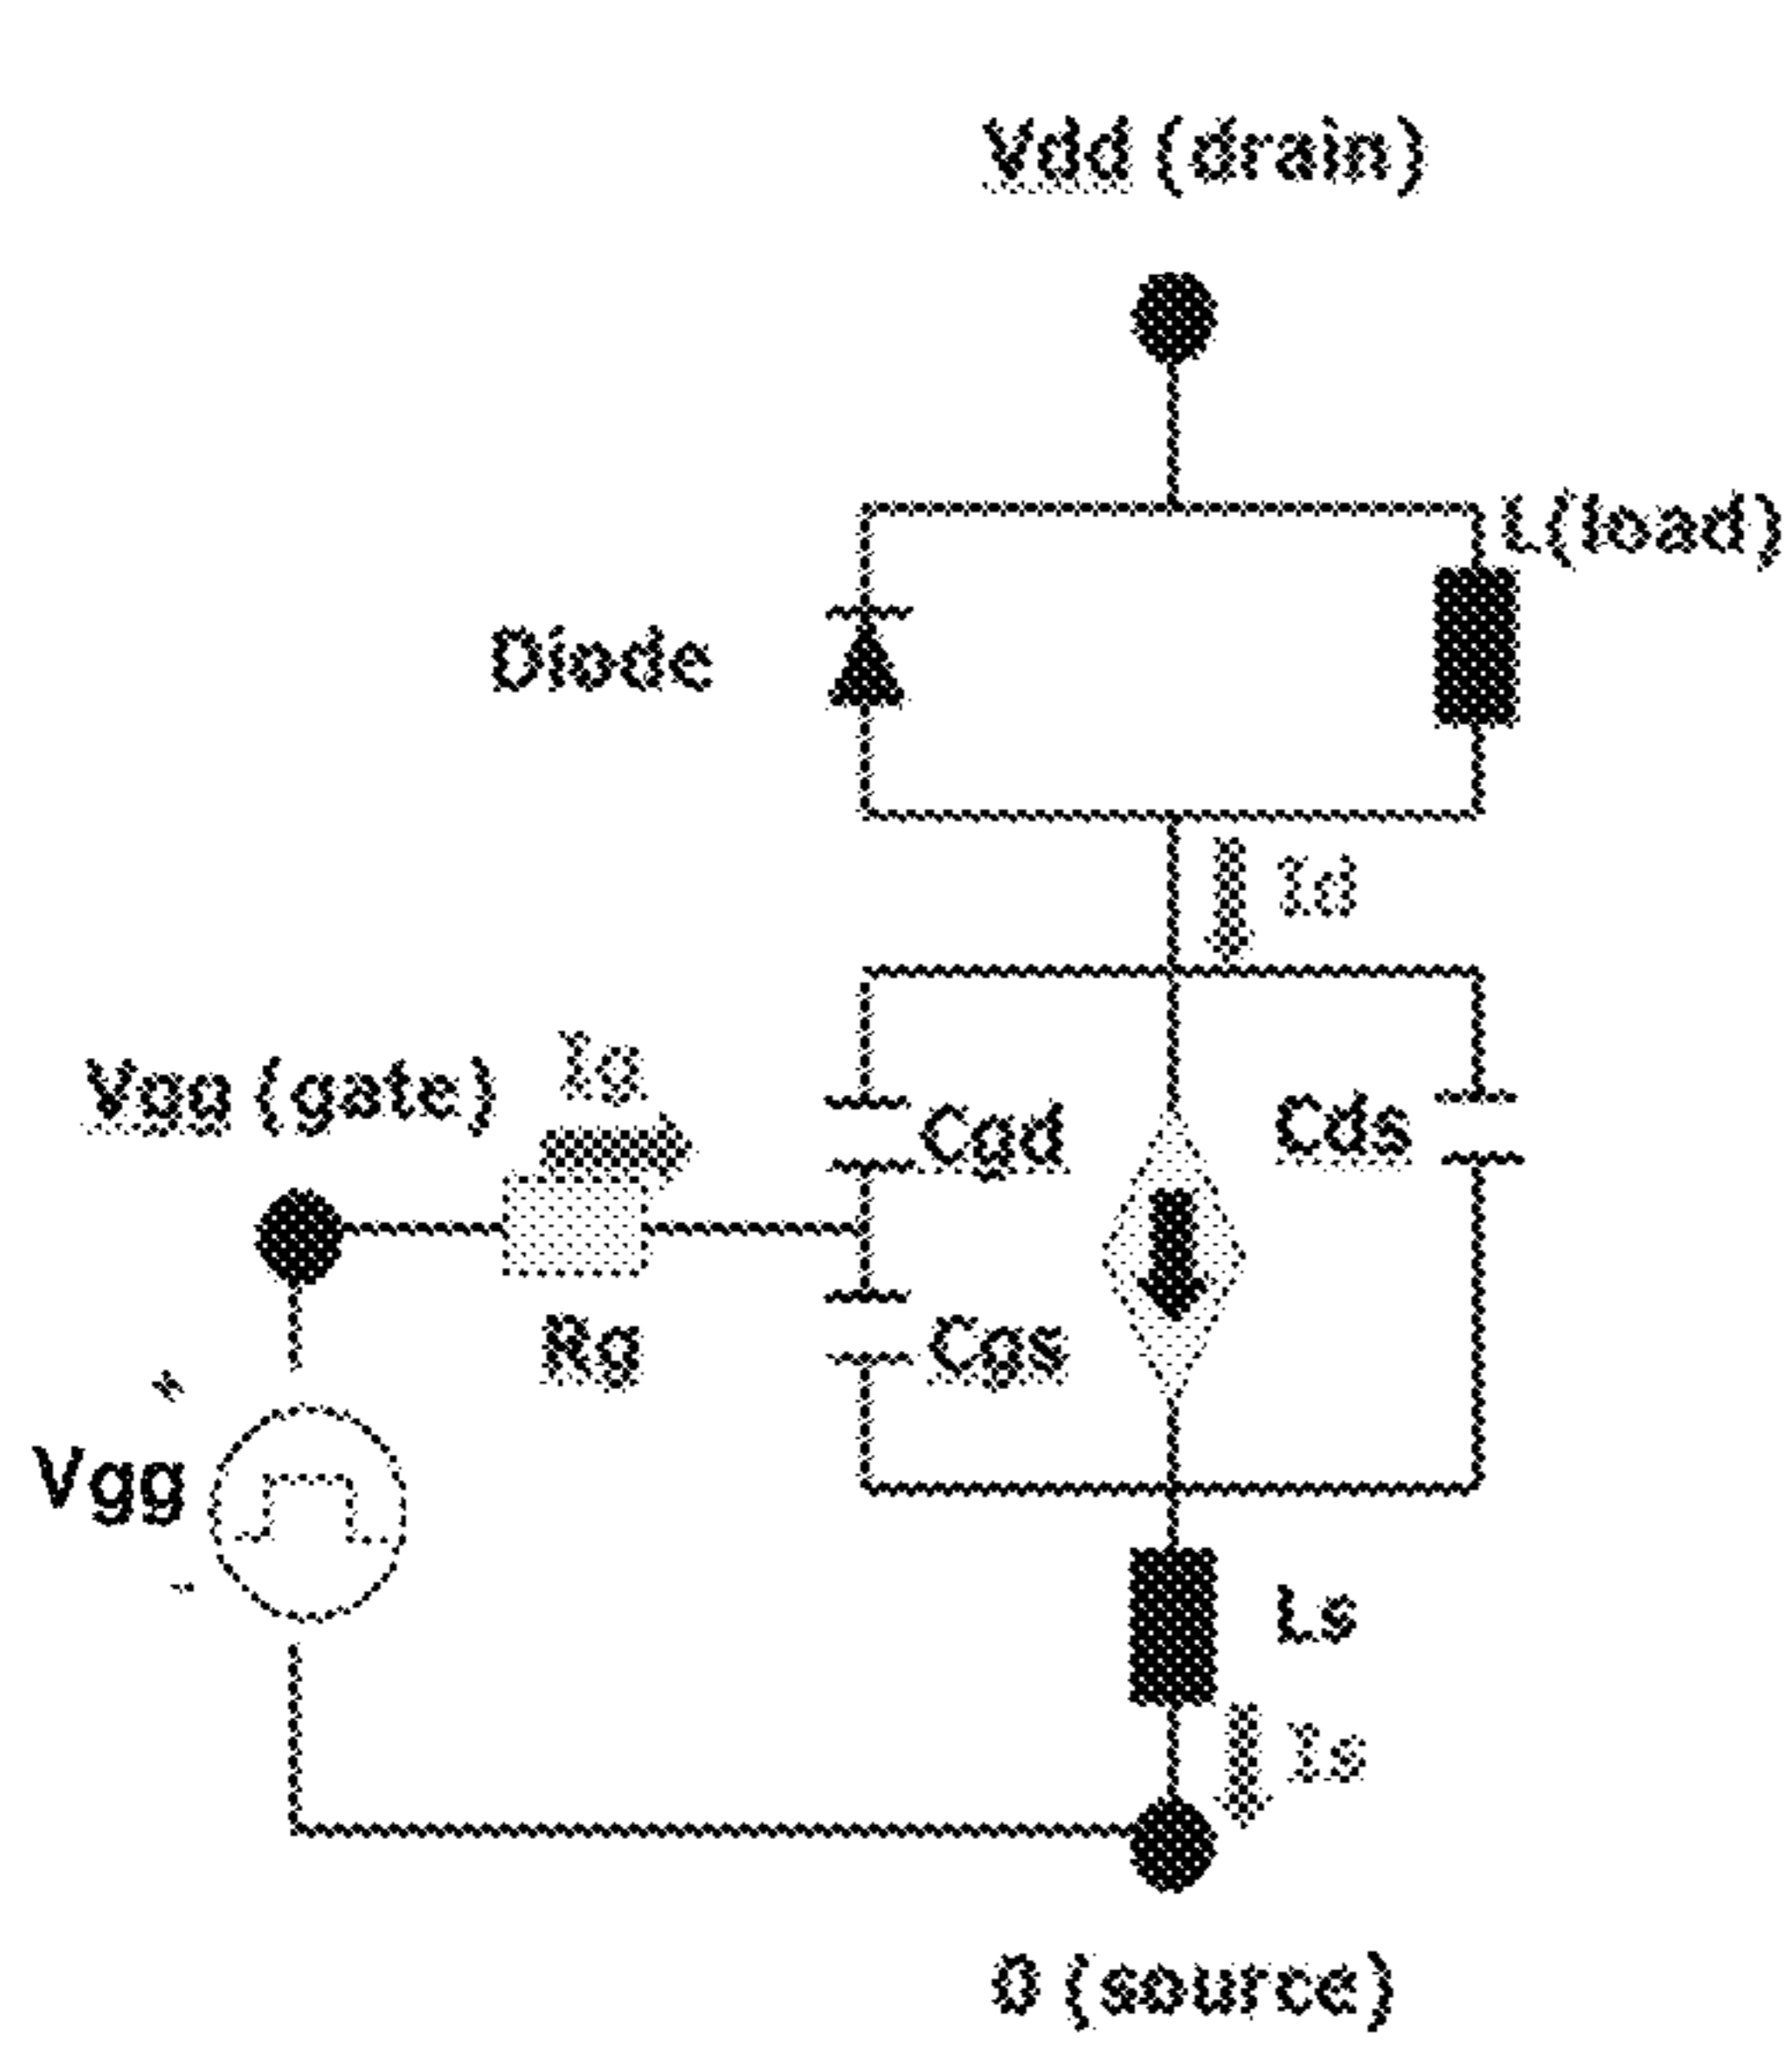 Vdd (drain)
L(load)
Diode
Id
Ig
Vgg (gate)
Cgd
Cds
Rg
Cgs
+
Vgg
-
Ls
Is
0 (source)